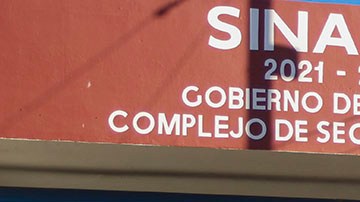 SINA
2021 -
GOBIERNO DE
COMPLEJO DE SEC